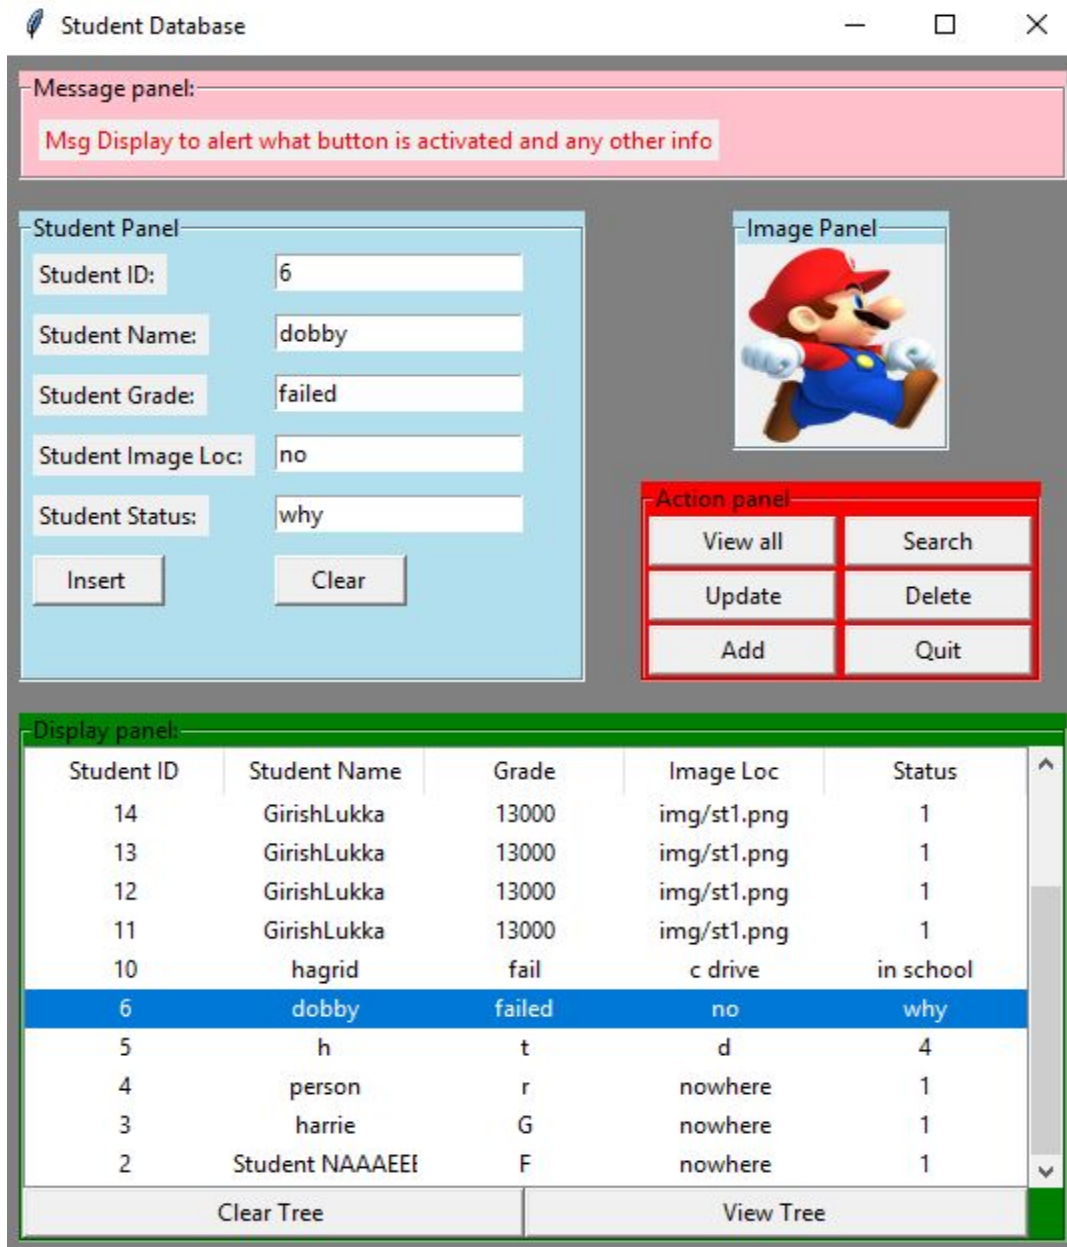 Student Database
Message panel:
Msg Display to alert what button is activated and any other info
Student Panel
Student ID: 6
Student Name: dobby
Student Grade: failed
Student Image Loc: no
Student Status: why
Insert Clear
Image Panel
Action panel
View all Search
Update Delete
Add Quit
Display panel:
Student ID Student Name Grade Image Loc Status
14 GirishLukka 13000 img/st1.png 1
13 GirishLukka 13000 img/st1.png 1
12 GirishLukka 13000 img/st1.png 1
11 GirishLukka 13000 img/st1.png 1
10 hagrid fail c drive in school
6 dobby failed no why
5 h t d 4
4 person r nowhere 1
3 harrie G nowhere 1
2 Student NAAAEEE F nowhere 1
Clear Tree View Tree